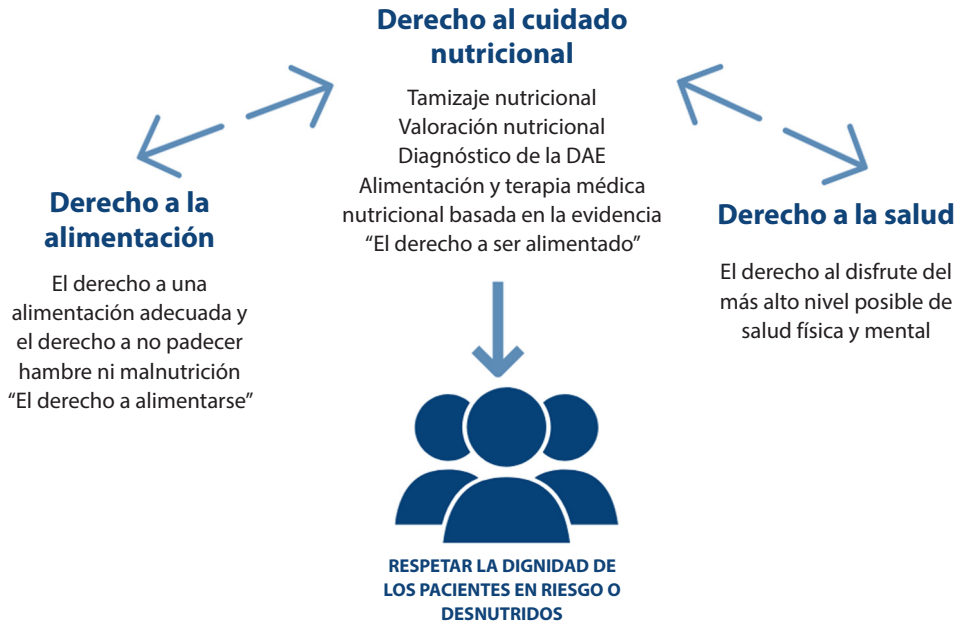 Derecho al cuidado
nutricional
Tamizaje nutricional
Valoración nutricional
Diagnóstico de la DAE
Alimentación y terapia médica
nutricional basada en la evidencia
“El derecho a ser alimentado”
Derecho a la
alimentación
El derecho a una
alimentación adecuada y
el derecho a no padecer
hambre ni malnutrición
“El derecho a alimentarse”
Derecho a la salud
El derecho al disfrute del
más alto nivel posible de
salud física y mental
RESPETAR LA DIGNIDAD DE
LOS PACIENTES EN RIESGO O
DESNUTRIDOS